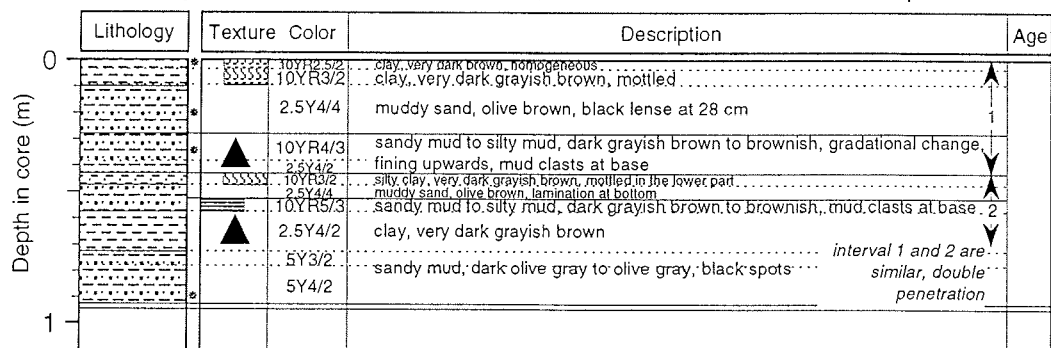 Lithology Texture Color Description Age
0 10YR2.5/2 clay, very dark brown, homogeneous
10YR3/2 clay, very dark grayish brown, mottled
2.5Y4/4 muddy sand, olive brown, black lense at 28 cm 1
10YR4/3 sandy mud to silty mud, dark grayish brown to brownish, gradational change,
2.5Y4/2 fining upwards, mud clasts at base
10YR3/2 silty clay, very dark grayish brown, mottled in the lower part
2.5Y4/4 muddy sand, olive brown, lamination at bottom
10YR5/3 sandy mud to silty mud, dark grayish brown to brownish, mud clasts at base 2
2.5Y4/2 clay, very dark grayish brown
5Y3/2 interval 1 and 2 are
sandy mud, dark olive gray to olive gray, black spots similar, double
5Y4/2 penetration
1
Depth in core (m)